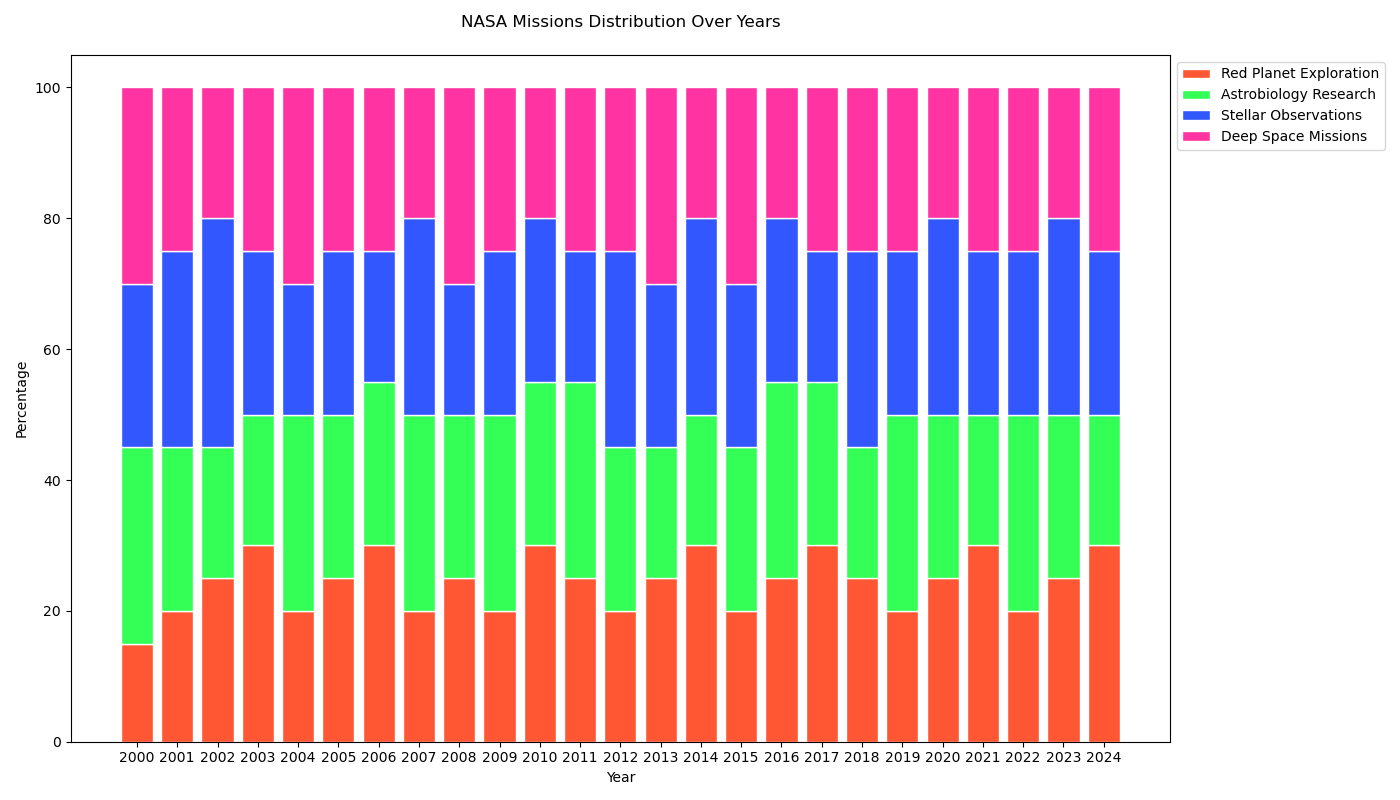 NASA Missions Distribution Over Years
Red Planet Exploration
Astrobiology Research
Stellar Observations
Deep Space Missions
Percentage
100
80
60
40
20
0
2000 2001 2002 2003 2004 2005 2006 2007 2008 2009 2010 2011 2012 2013 2014 2015 2016 2017 2018 2019 2020 2021 2022 2023 2024
Year